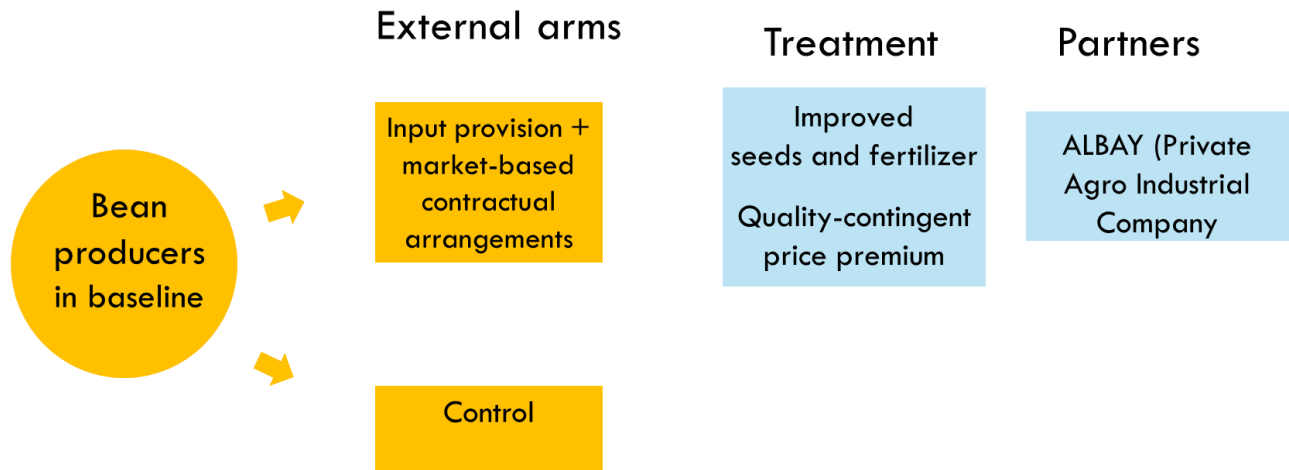 External arms
Treatment
Partners
Bean
producers
in baseline
Input provision +
market-based
contractual
arrangements
Improved
seeds and fertilizer
Quality-contingent
price premium
ALBAY (Private
Agro Industrial
Company
Control